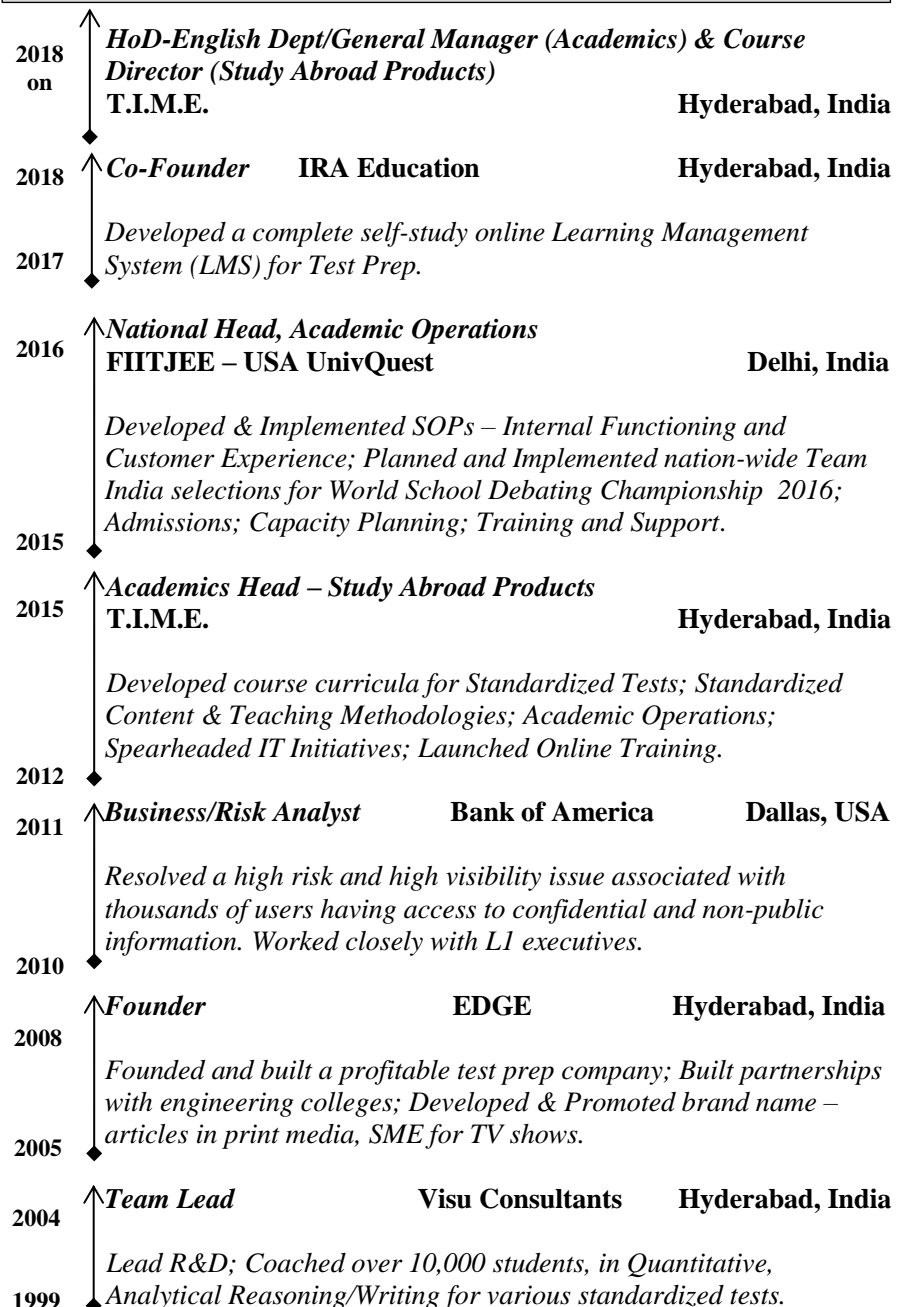 2018 on
HoD-English Dept/General Manager (Academics) & Course
Director (Study Abroad Products)
T.I.M.E. Hyderabad, India
2018 Co-Founder IRA Education Hyderabad, India
Developed a complete self-study online Learning Management
2017 System (LMS) for Test Prep.
National Head, Academic Operations
2016 FIITJEE – USA UnivQuest Delhi, India
Developed & Implemented SOPs – Internal Functioning and
Customer Experience; Planned and Implemented nation-wide Team
India selections for World School Debating Championship 2016;
Admissions; Capacity Planning; Training and Support.
2015
Academics Head – Study Abroad Products
2015 T.I.M.E. Hyderabad, India
Developed course curricula for Standardized Tests; Standardized
Content & Teaching Methodologies; Academic Operations;
Spearheaded IT Initiatives; Launched Online Training.
2012
2011 Business/Risk Analyst Bank of America Dallas, USA
Resolved a high risk and high visibility issue associated with
thousands of users having access to confidential and non-public
information. Worked closely with L1 executives.
2010
Founder EDGE Hyderabad, India
2008
Founded and built a profitable test prep company; Built partnerships
with engineering colleges; Developed & Promoted brand name –
2005 articles in print media, SME for TV shows.
2004 Team Lead Visu Consultants Hyderabad, India
Lead R&D; Coached over 10,000 students, in Quantitative,
1999 Analytical Reasoning/Writing for various standardized tests.